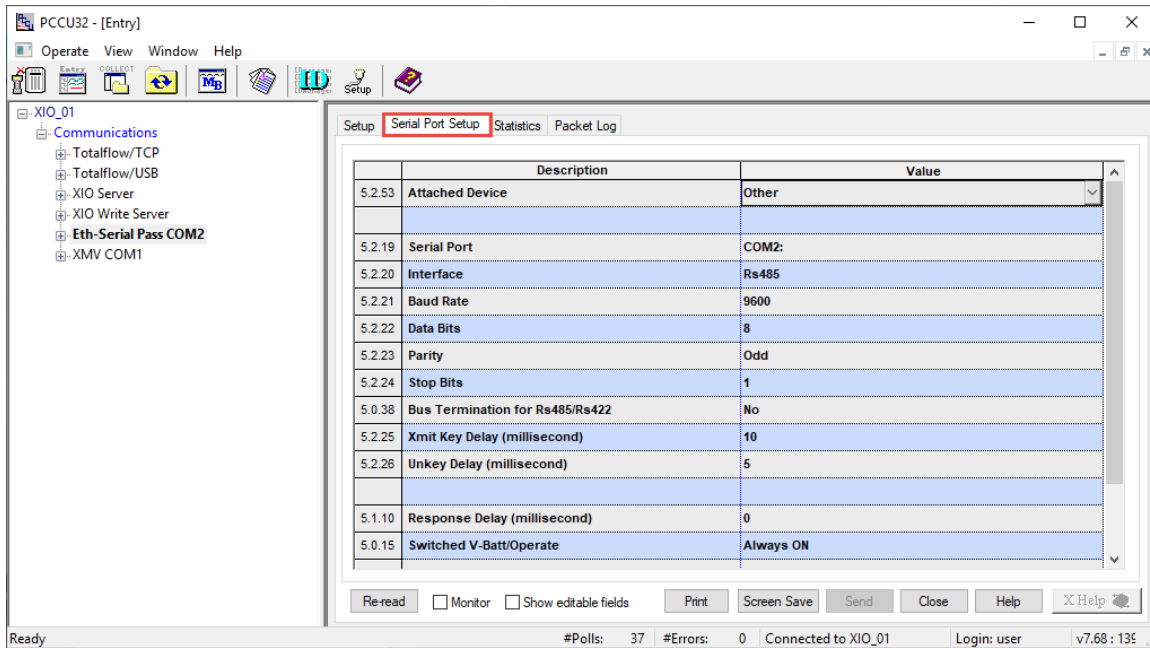 PCCU32 - [Entry]
Operate View Window Help
Entry COLLECT MB Setup
XIO_01
Communications
Totalflow/TCP
Totalflow/USB
XIO Server
XIO Write Server
Eth-Serial Pass COM2
XMV COM1
Setup Serial Port Setup Statistics Packet Log
Description Value
5.2.53 Attached Device Other
5.2.19 Serial Port COM2:
5.2.20 Interface Rs485
5.2.21 Baud Rate 9600
5.2.22 Data Bits 8
5.2.23 Parity Odd
5.2.24 Stop Bits 1
5.0.38 Bus Termination for Rs485/Rs422 No
5.2.25 Xmit Key Delay (millisecond) 10
5.2.26 Unkey Delay (millisecond) 5
5.1.10 Response Delay (millisecond) 0
5.0.15 Switched V-Batt/Operate Always ON
Re-read Monitor Show editable fields Print Screen Save Send Close Help X Help
Ready #Polls: 37 #Errors: 0 Connected to XIO_01 Login: user v7.68 : 139